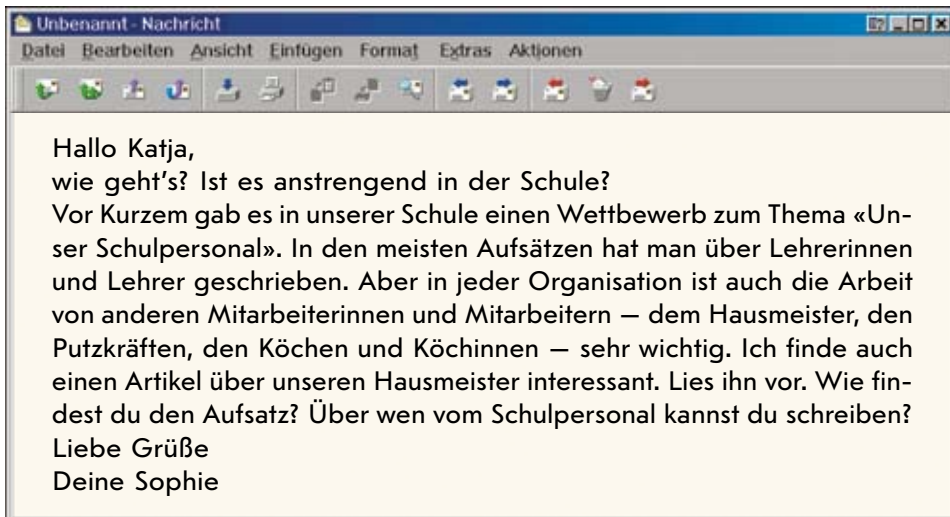 Unbenannt - Nachricht
Datei Bearbeiten Ansicht Einfügen Format Extras Aktionen
Hallo Katja,
wie geht's? Ist es anstrengend in der Schule?
Vor Kurzem gab es in unserer Schule einen Wettbewerb zum Thema «Un-
ser Schulpersonal». In den meisten Aufsätzen hat man über Lehrerinnen
und Lehrer geschrieben. Aber in jeder Organisation ist auch die Arbeit
von anderen Mitarbeiterinnen und Mitarbeitern – dem Hausmeister, den
Putzkräften, den Köchen und Köchinnen – sehr wichtig. Ich finde auch
einen Artikel über unseren Hausmeister interessant. Lies ihn vor. Wie fin-
dest du den Aufsatz? Über wen vom Schulpersonal kannst du schreiben?
Liebe Grüße
Deine Sophie